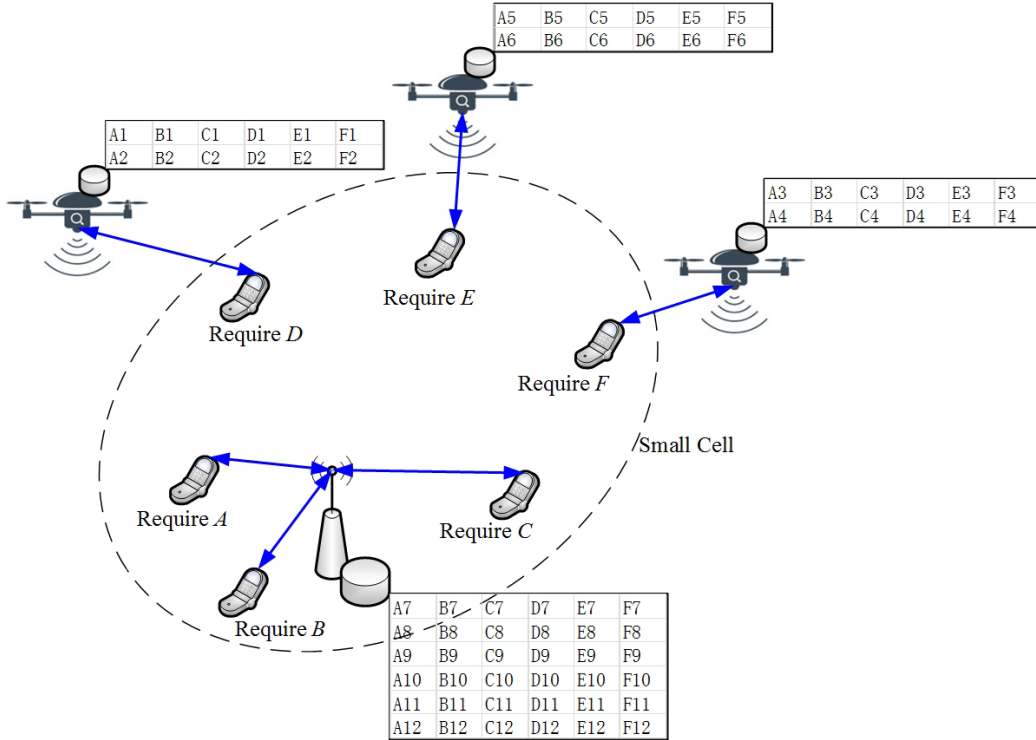 A5 B5 C5 D5 E5 F5
A6 B6 C6 D6 E6 F6
A1 B1 C1 D1 E1 F1
A2 B2 C2 D2 E2 F2
A3 B3 C3 D3 E3 F3
A4 B4 C4 D4 E4 F4
Require E
Require D
Require F
Small Cell
Require A
Require C
Require B
A7 B7 C7 D7 E7 F7
A8 B8 C8 D8 E8 F8
A9 B9 C9 D9 E9 F9
A10 B10 C10 D10 E10 F10
A11 B11 C11 D11 E11 F11
A12 B12 C12 D12 E12 F12